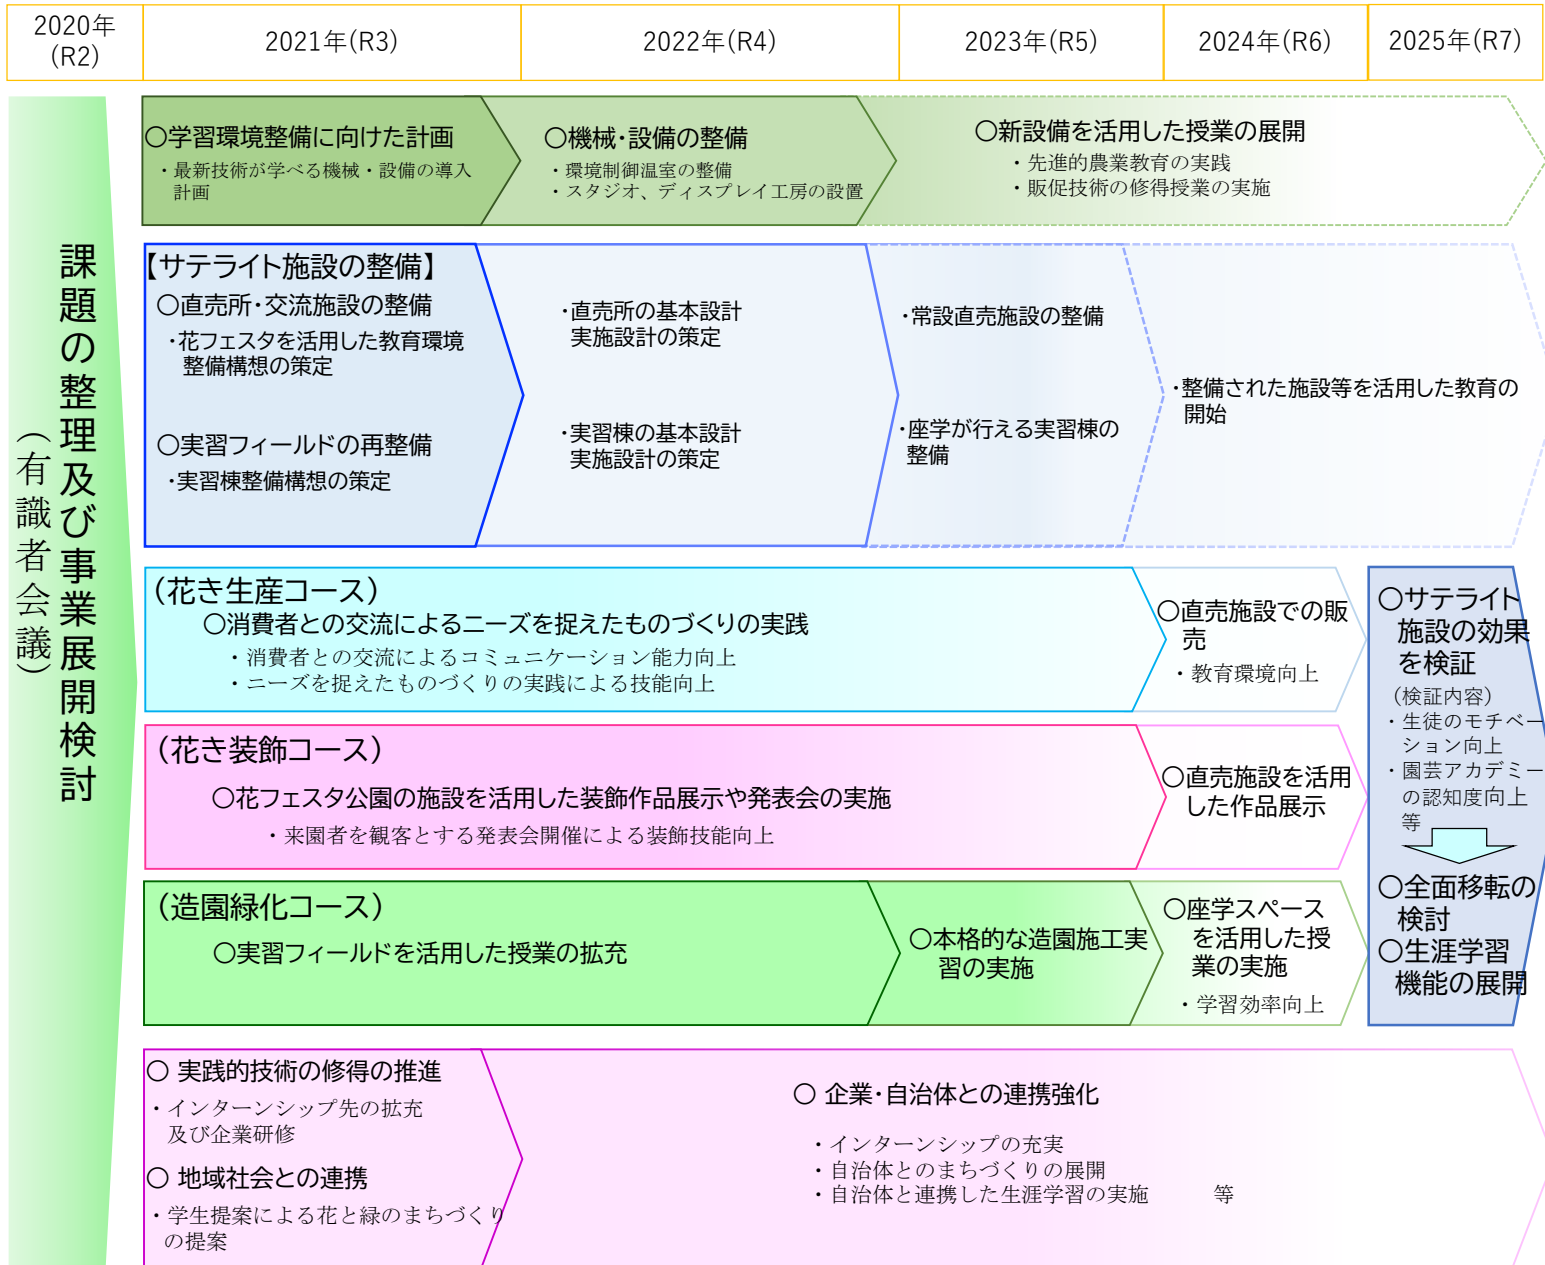 2020年
(R2)
2021年(R3)
2022年(R4)
2023年(R5)
2024年(R6)
2025年(R7)
課題の整理及び事業展開検討
（有識者会議）
〇学習環境整備に向けた計画
・最新技術が学べる機械・設備の導入
計画
〇機械・設備の整備
・環境制御温室の整備
・スタジオ、ディスプレイ工房の設置
〇新設備を活用した授業の展開
・先進的農業教育の実践
・販促技術の修得授業の実施
【サテライト施設の整備】
〇直売所・交流施設の整備
・花フェスタを活用した教育環境
整備構想の策定
〇実習フィールドの再整備
・実習棟整備構想の策定
・直売所の基本設計
実施設計の策定
・実習棟の基本設計
実施設計の策定
・常設直売施設の整備
・座学が行える実習棟の
整備
・整備された施設等を活用した教育の
開始
（花き生産コース）
〇消費者との交流によるニーズを捉えたものづくりの実践
・消費者との交流によるコミュニケーション能力向上
・ニーズを捉えたものづくりの実践による技能向上
〇直売施設での販
売
・教育環境向上
（花き装飾コース）
〇花フェスタ公園の施設を活用した装飾作品展示や発表会の実施
・来園者を観客とする発表会開催による装飾技能向上
〇直売施設を活用
した作品展示
（造園緑化コース）
〇実習フィールドを活用した授業の拡充
〇本格的な造園施工実
習の実施
〇座学スペース
を活用した授
業の実施
・学習効率向上
〇サテライト
施設の効果
を検証
（検証内容）
・生徒のモチベー
ション向上
・園芸アカデミー
の認知度向上
等
〇全面移転の
検討
〇生涯学習
機能の展開
〇 実践的技術の修得の推進
・インターンシップ先の拡充
及び企業研修
〇 地域社会との連携
・学生提案による花と緑のまちづくり
の提案
〇 企業・自治体との連携強化
・インターンシップの充実
・自治体とのまちづくりの展開
・自治体と連携した生涯学習の実施　　　等